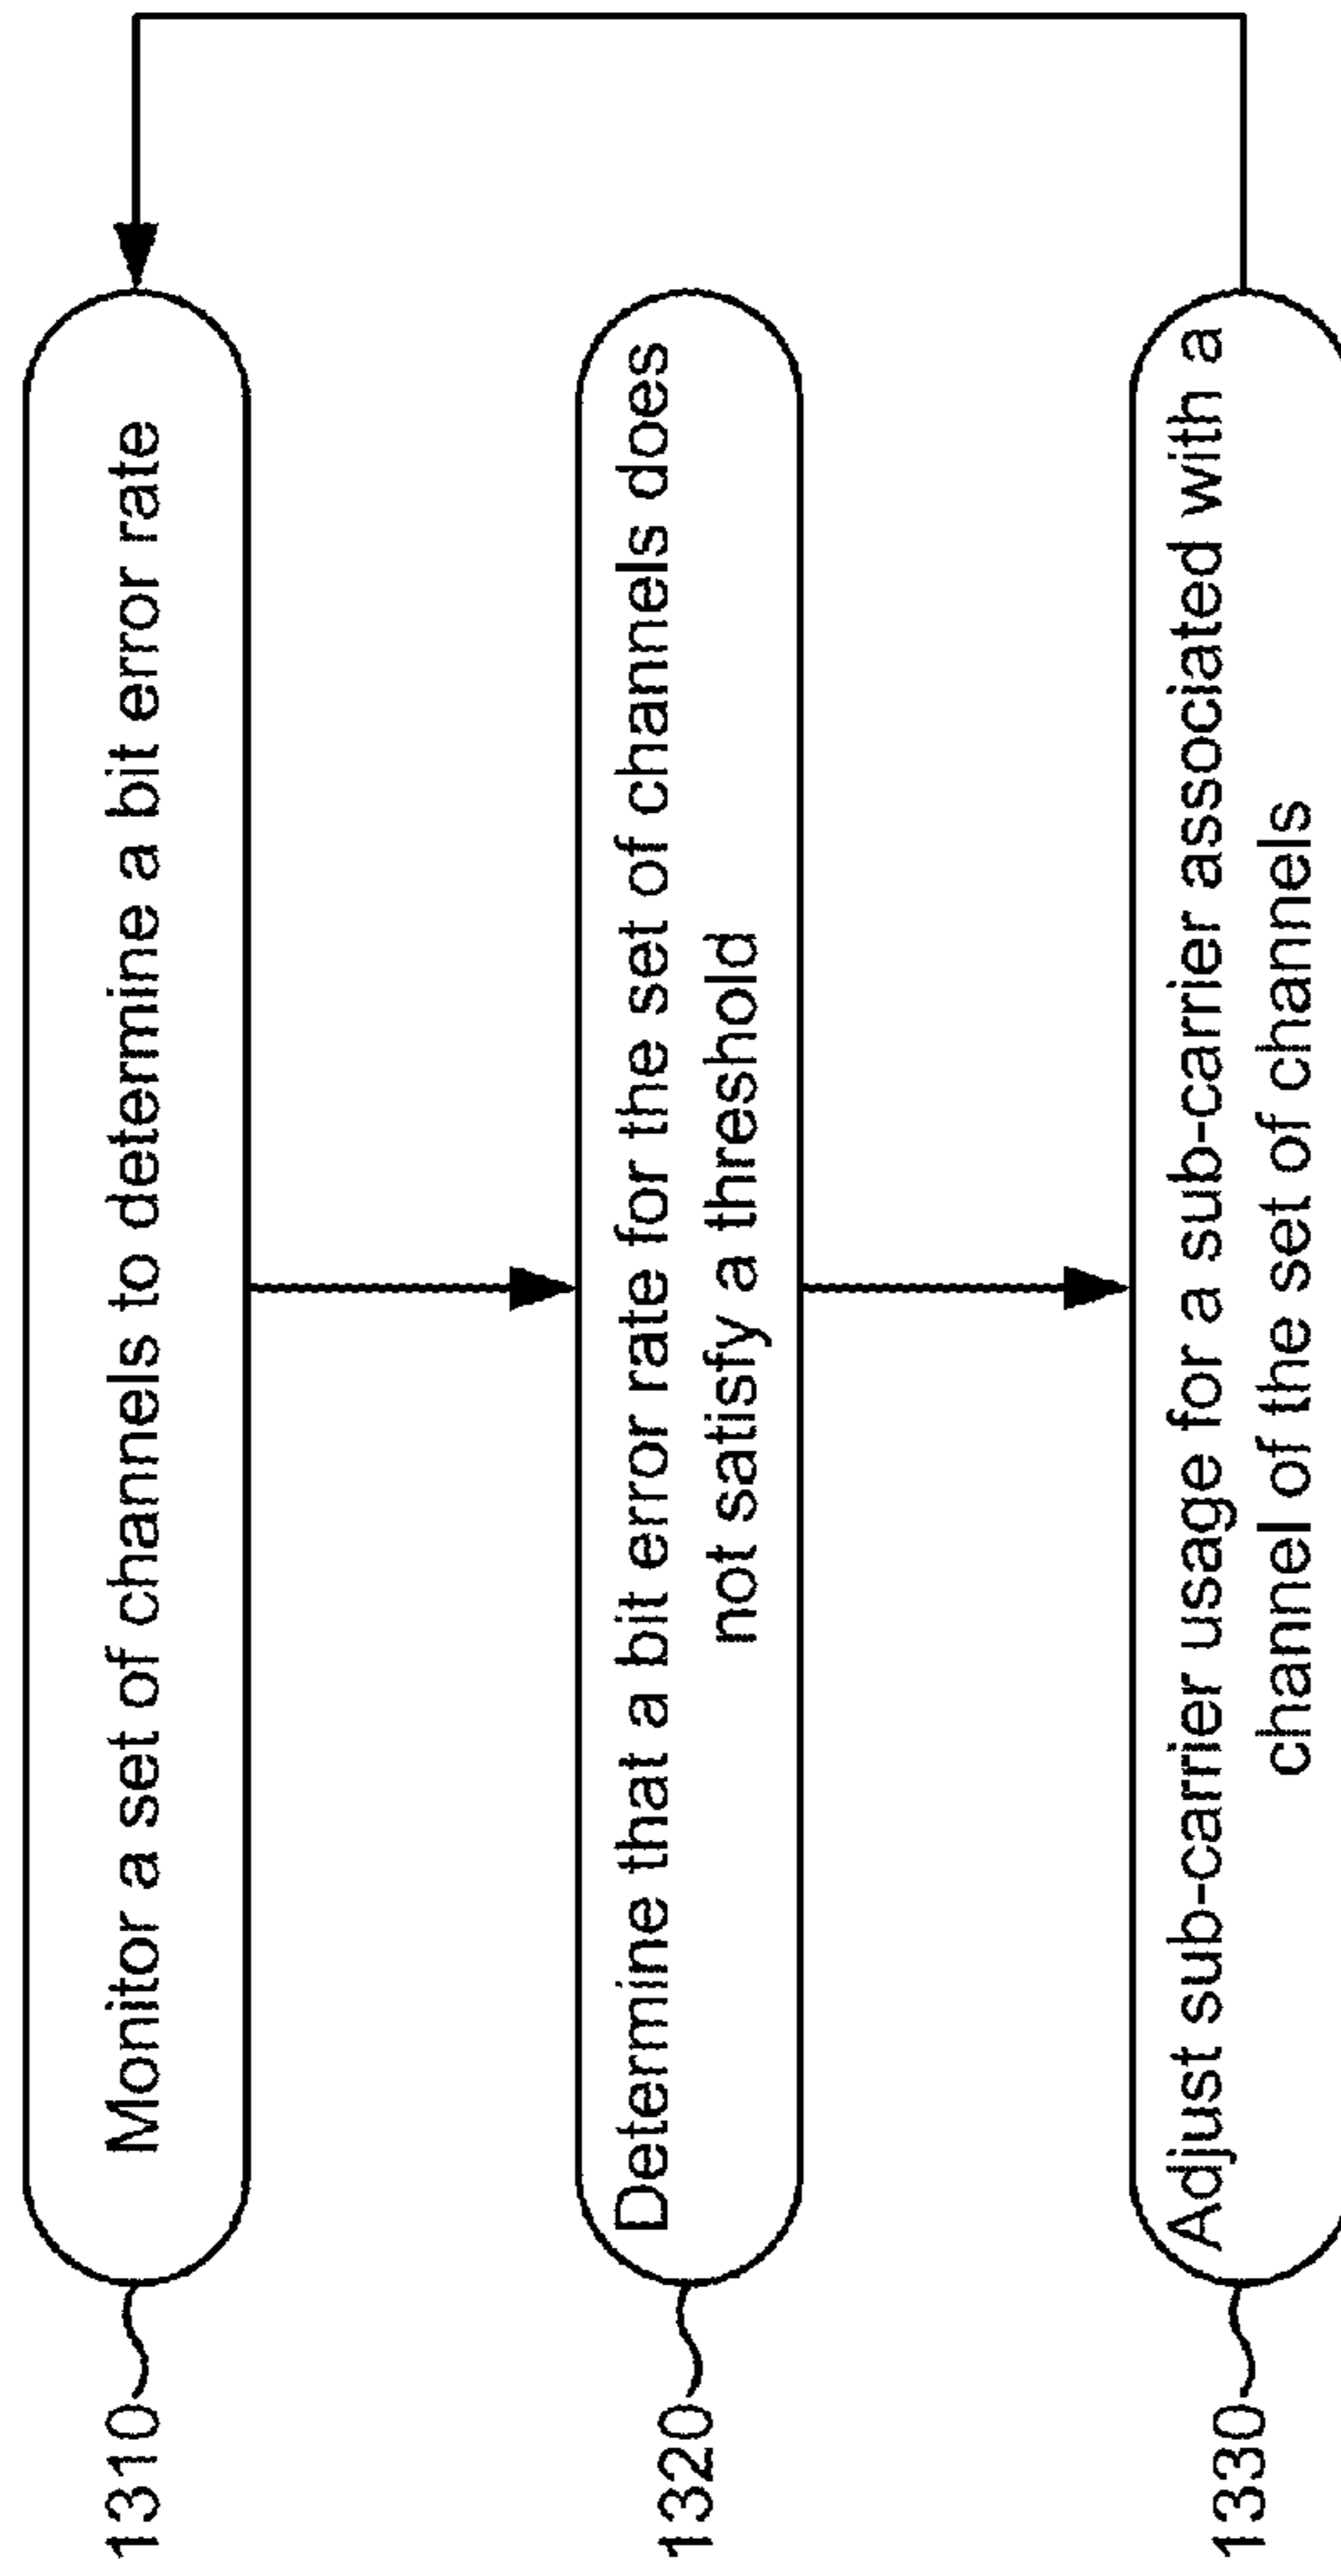 1310
Monitor a set of channels to determine a bit error rate
1320
Determine that a bit error rate for the set of channels does
not satisfy a threshold
1330
Adjust sub-carrier usage for a sub-carrier associated with a
channel of the set of channels